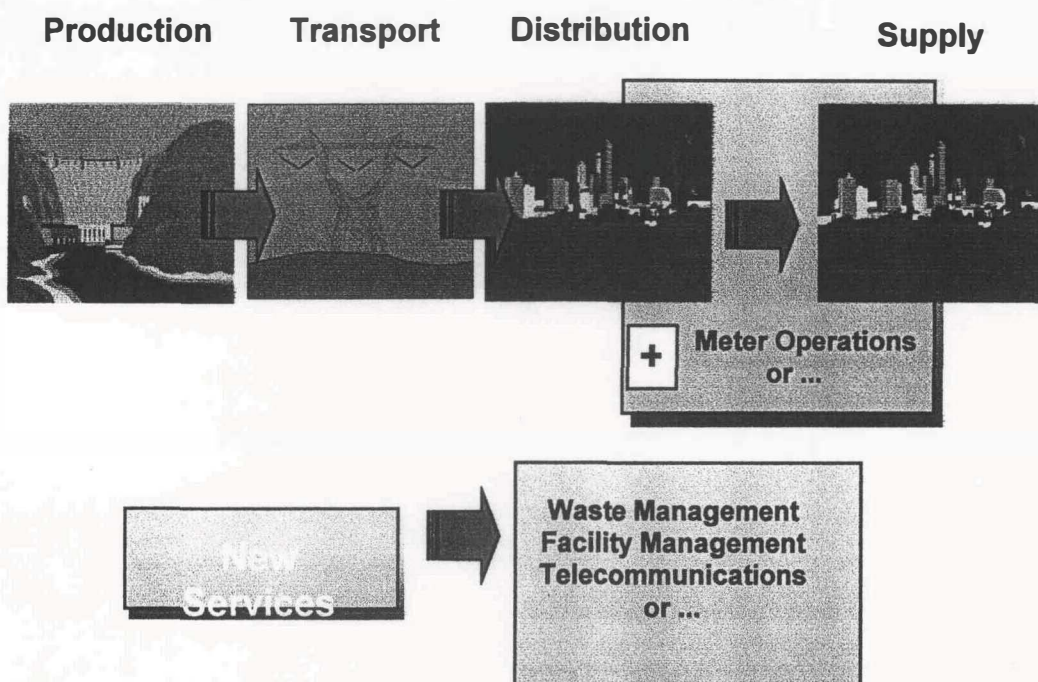 Production Transport Distribution Supply
+ Meter Operations
or ...
New
Services
Waste Management
Facility Management
Telecommunications
or ...